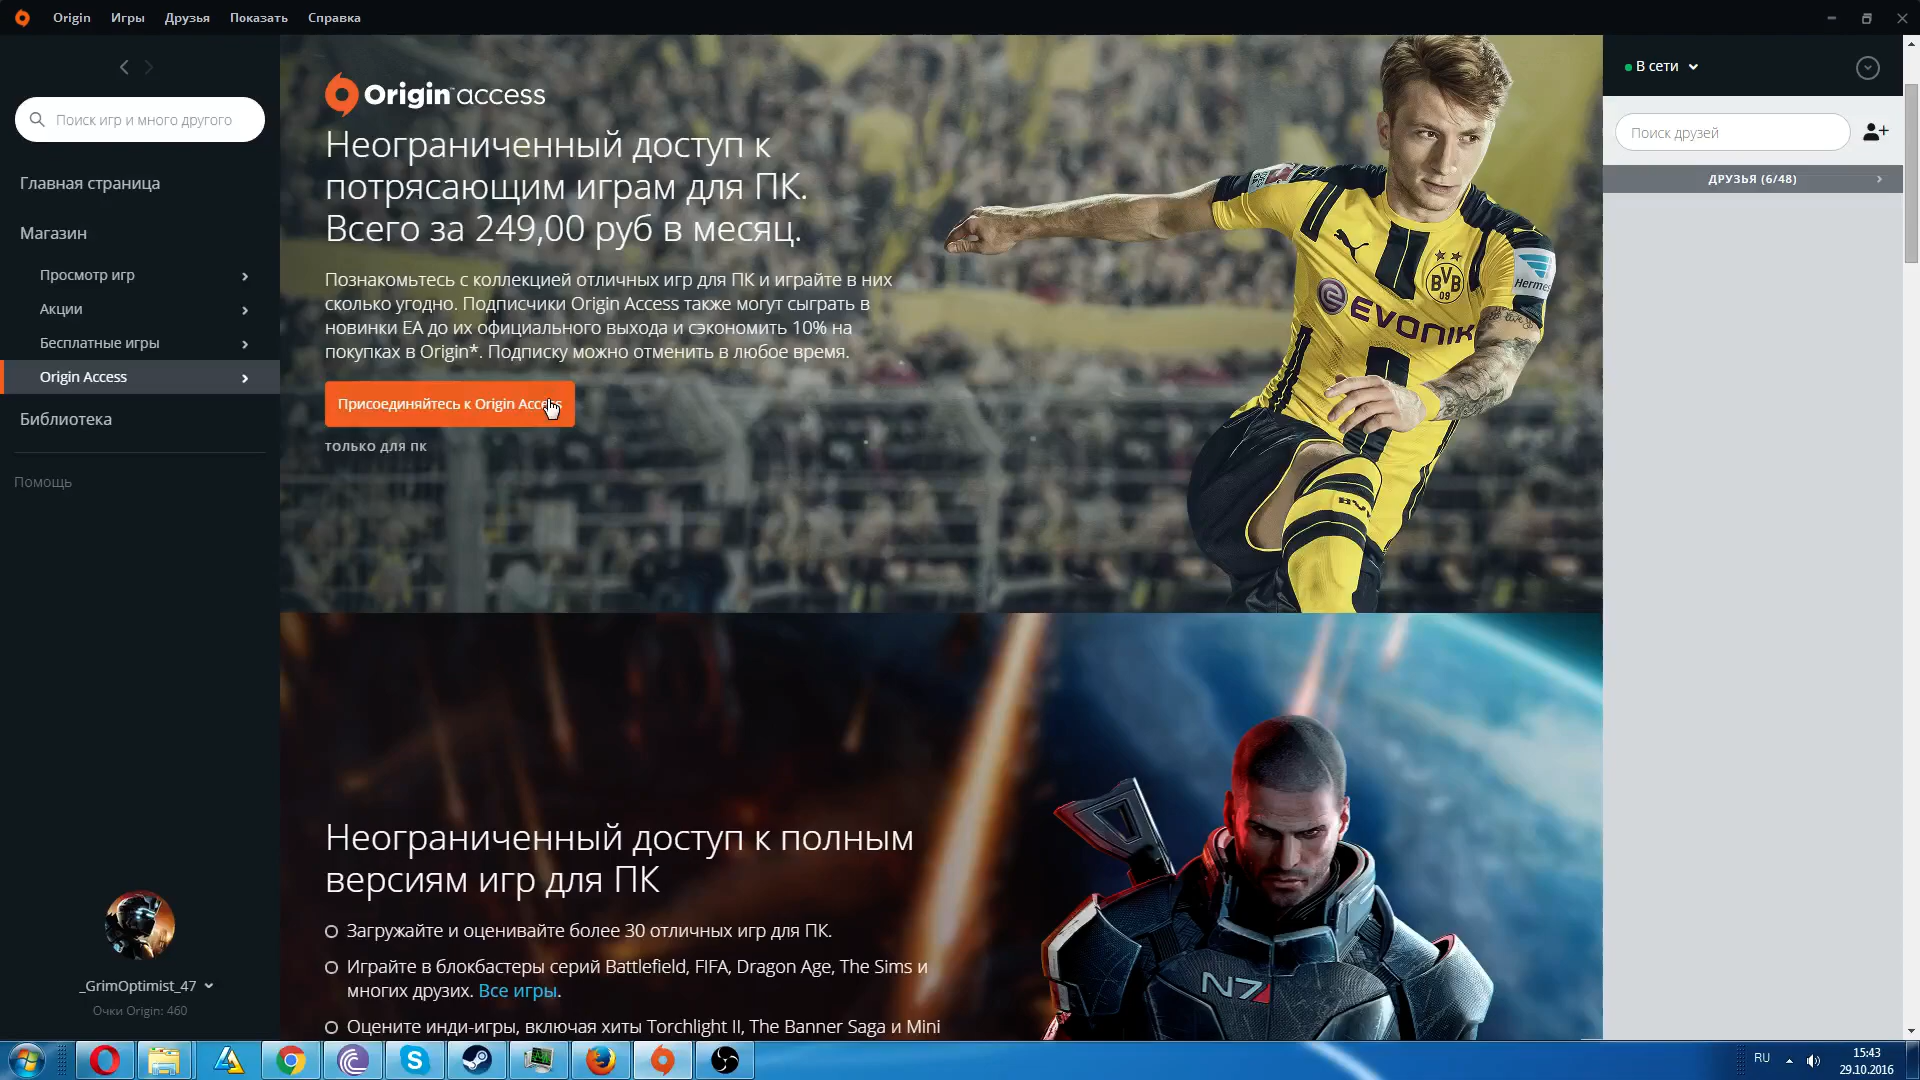 Origin Игры Друзья Показать Справка
Поиск игр и много другого
Главная страница
Магазин
Просмотр игр
Акции
Бесплатные игры
Origin Access
Библиотека
Помощь
_GrimOptimist_47
Очки Origin: 460
Origin access
Неограниченный доступ к
потрясающим играм для ПК.
Всего за 249,00 руб в месяц.
Познакомьтесь с коллекцией отличных игр для ПК и играйте в них
сколько угодно. Подписчики Origin Access также могут сыграть в
новинки EA до их официального выхода и сэкономить 10% на
покупках в Origin*. Подписку можно отменить в любое время.
Присоединяйтесь к Origin Access
ТОЛЬКО ДЛЯ ПК
BVB
09
Hermes
EVONIK
Неограниченный доступ к полным
версиям игр для ПК
Загружайте и оценивайте более 30 отличных игр для ПК.
Играйте в блокбастеры серий Battlefield, FIFA, Dragon Age, The Sims и
многих друзих. Все игры.
Оцените инди-игры, включая хиты Torchlight II, The Banner Saga и Mini
N7
В сети
Поиск друзей
ДРУЗЬЯ (6/48)
RU
15:43
29.10.2016